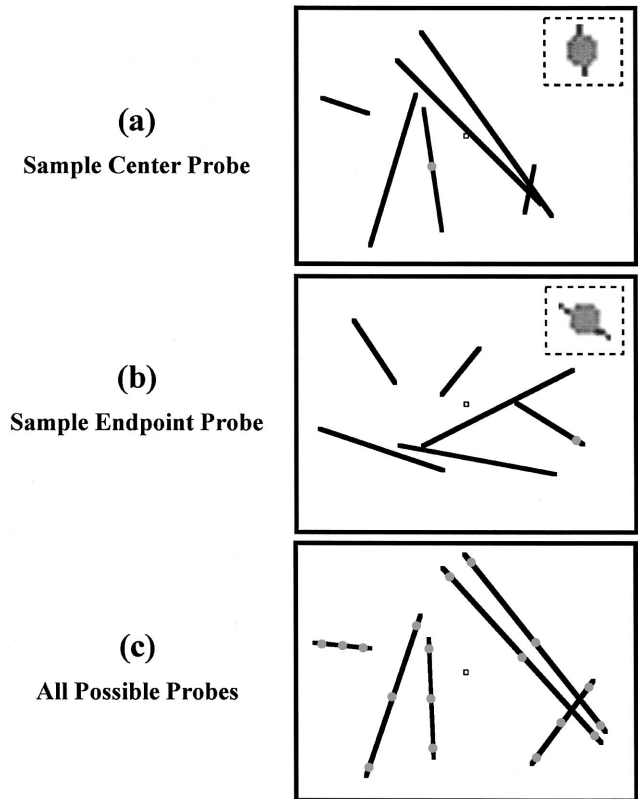 (a)
Sample Center Probe
(b)
Sample Endpoint Probe
(c)
All Possible Probes